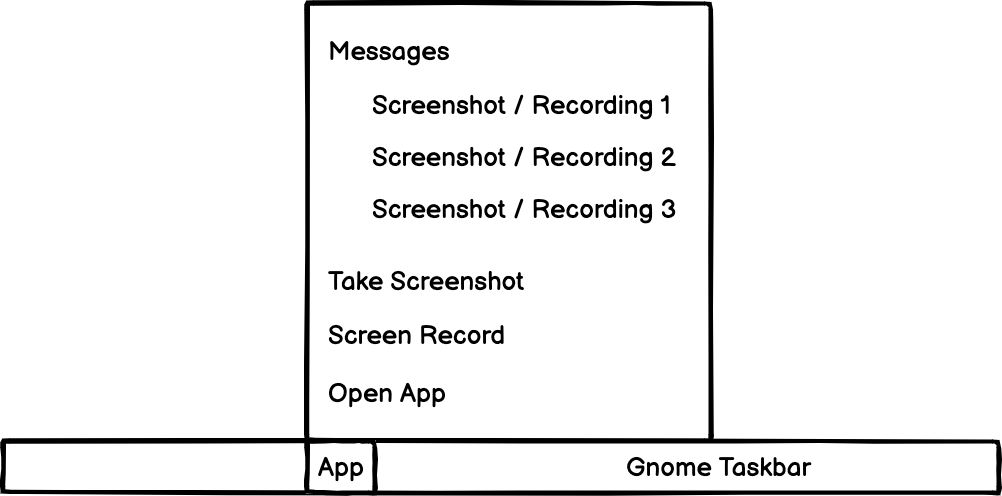 Messages
Screenshot / Recording 1
Screenshot / Recording 2
Screenshot / Recording 3
Take Screenshot
Screen Record
Open App
App
Gnome Taskbar